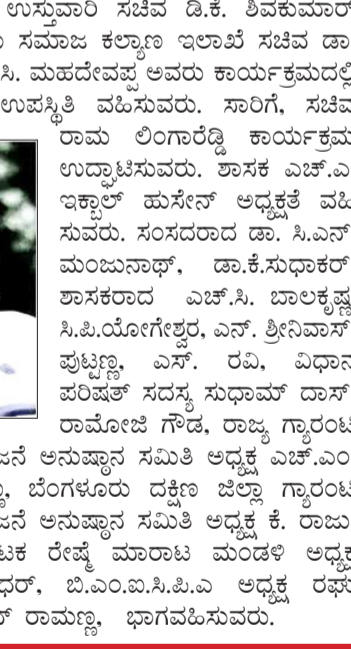 ಉಸ್ತುವಾರಿ ಸಚಿವ ಡಿ.ಕೆ. ಶಿವಕುಮಾರ್
ಸಮಾಜ ಕಲ್ಯಾಣ ಇಲಾಖೆ ಸಚಿವ ಡಾ
ಸಿ. ಮಹದೇವಪ್ಪ ಅವರು ಕಾರ್ಯಕ್ರಮದಲ್ಲಿ
ಉಪಸ್ಥಿತಿ ವಹಿಸುವರು. ಸಾರಿಗೆ, ಸಚಿವ
ರಾಮ ಲಿಂಗಾರೆಡ್ಡಿ ಕಾರ್ಯಕ್ರಮ
ಉದ್ಘಾಟಿಸುವರು. ಶಾಸಕ ಎಚ್.ಎ
ಇಕ್ಬಾಲ್ ಹುಸೇನ್ ಅಧ್ಯಕ್ಷತೆ ವಹಿ
ಸುವರು. ಸಂಸದರಾದ ಡಾ. ಸಿ.ಎನ್
ಮಂಜುನಾಥ್, ಡಾ.ಕೆ.ಸುಧಾಕರ್
ಶಾಸಕರಾದ ಎಚ್.ಸಿ. ಬಾಲಕೃಷ್ಣ
ಸಿ.ಪಿ.ಯೋಗೇಶ್ವರ, ಎನ್. ಶ್ರೀನಿವಾಸ್
ಪುಟ್ಟಣ್ಣ, ಎಸ್. ರವಿ, ವಿಧಾನ
ಪರಿಷತ್ ಸದಸ್ಯ ಸುಧಾಮ್ ದಾಸ್
ರಾಮೋಜಿ ಗೌಡ, ರಾಜ್ಯ ಗ್ಯಾರಂಟಿ
ಜನೆ ಅನುಷ್ಠಾನ ಸಮಿತಿ ಅಧ್ಯಕ್ಷ ಎಚ್.ಎಂ
ಬೆಂಗಳೂರು ದಕ್ಷಿಣ ಜಿಲ್ಲಾ ಗ್ಯಾರಂಟಿ
ಜನೆ ಅನುಷ್ಠಾನ ಸಮಿತಿ ಅಧ್ಯಕ್ಷ ಕೆ. ರಾಜು
ಟಕ ರೇಷ್ಮೆ ಮಾರಾಟ ಮಂಡಳಿ ಅಧ್ಯಕ್ಷ
ಧರ್, ಬಿ.ಎಂ.ಐ.ಸಿ.ಪಿ.ಎ ಅಧ್ಯಕ್ಷ ರಘು
ರಾಮಣ್ಣ, ಭಾಗವಹಿಸುವರು.